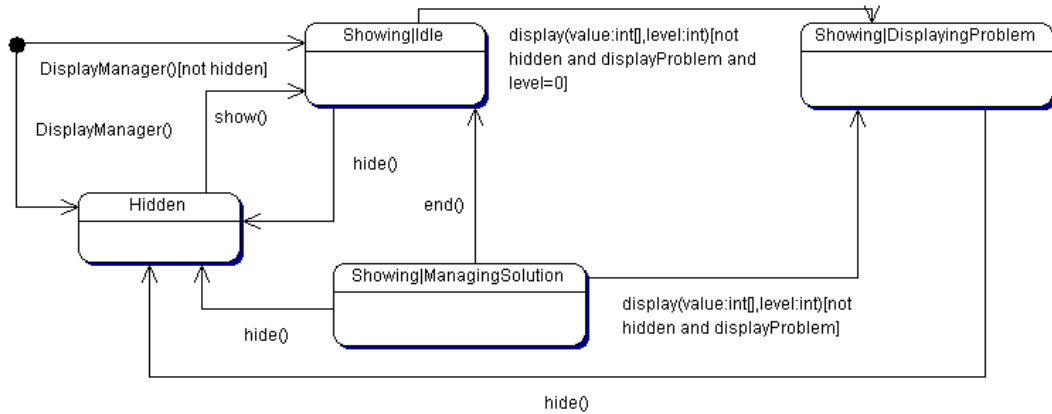 Showing|Idle
display(value:int[],level:int)[not
hidden and displayProblem and
level=0]
Showing|DisplayingProblem
DisplayManager()[not hidden]
DisplayManager()
show()
hide()
Hidden
end()
Showing|ManagingSolution
display(value:int[],level:int)[not
hidden and displayProblem]
hide()
hide()